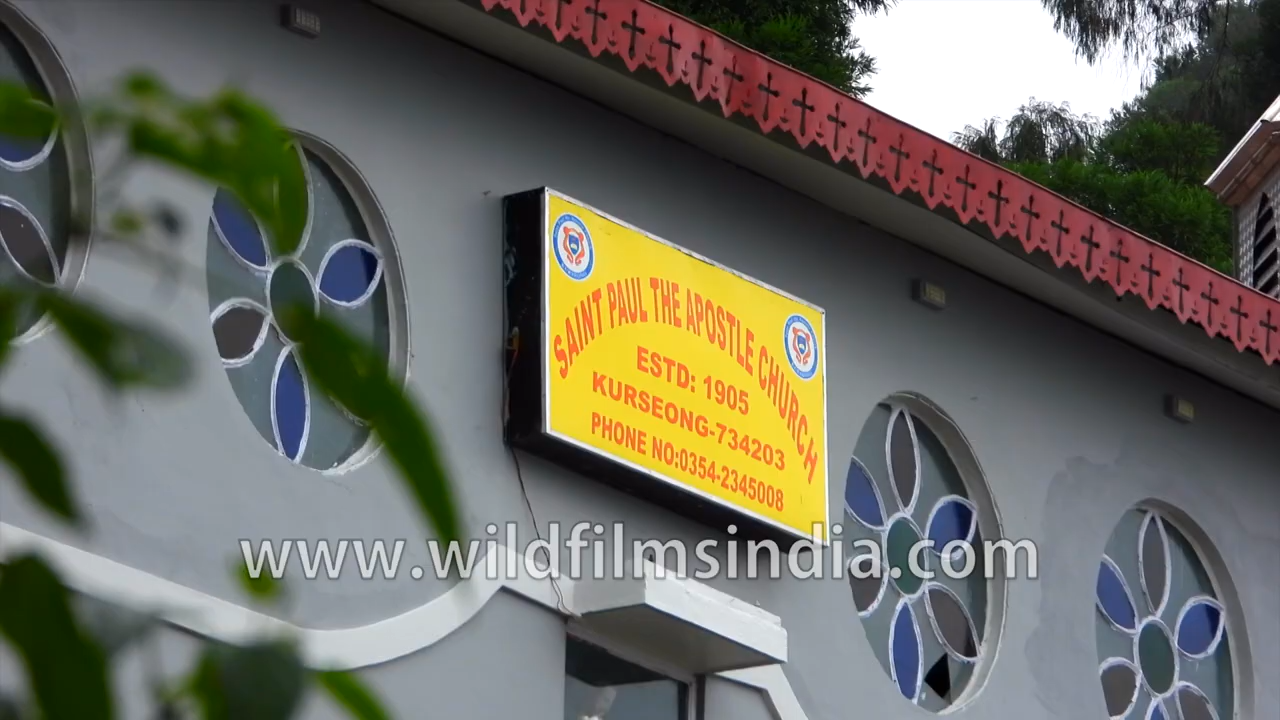 SAINT PAUL THE APOSTLE CHURCH
ESTD: 1905
KURSEONG-734203
PHONE NO:0354-2345008
www.wildfilmsindia.com